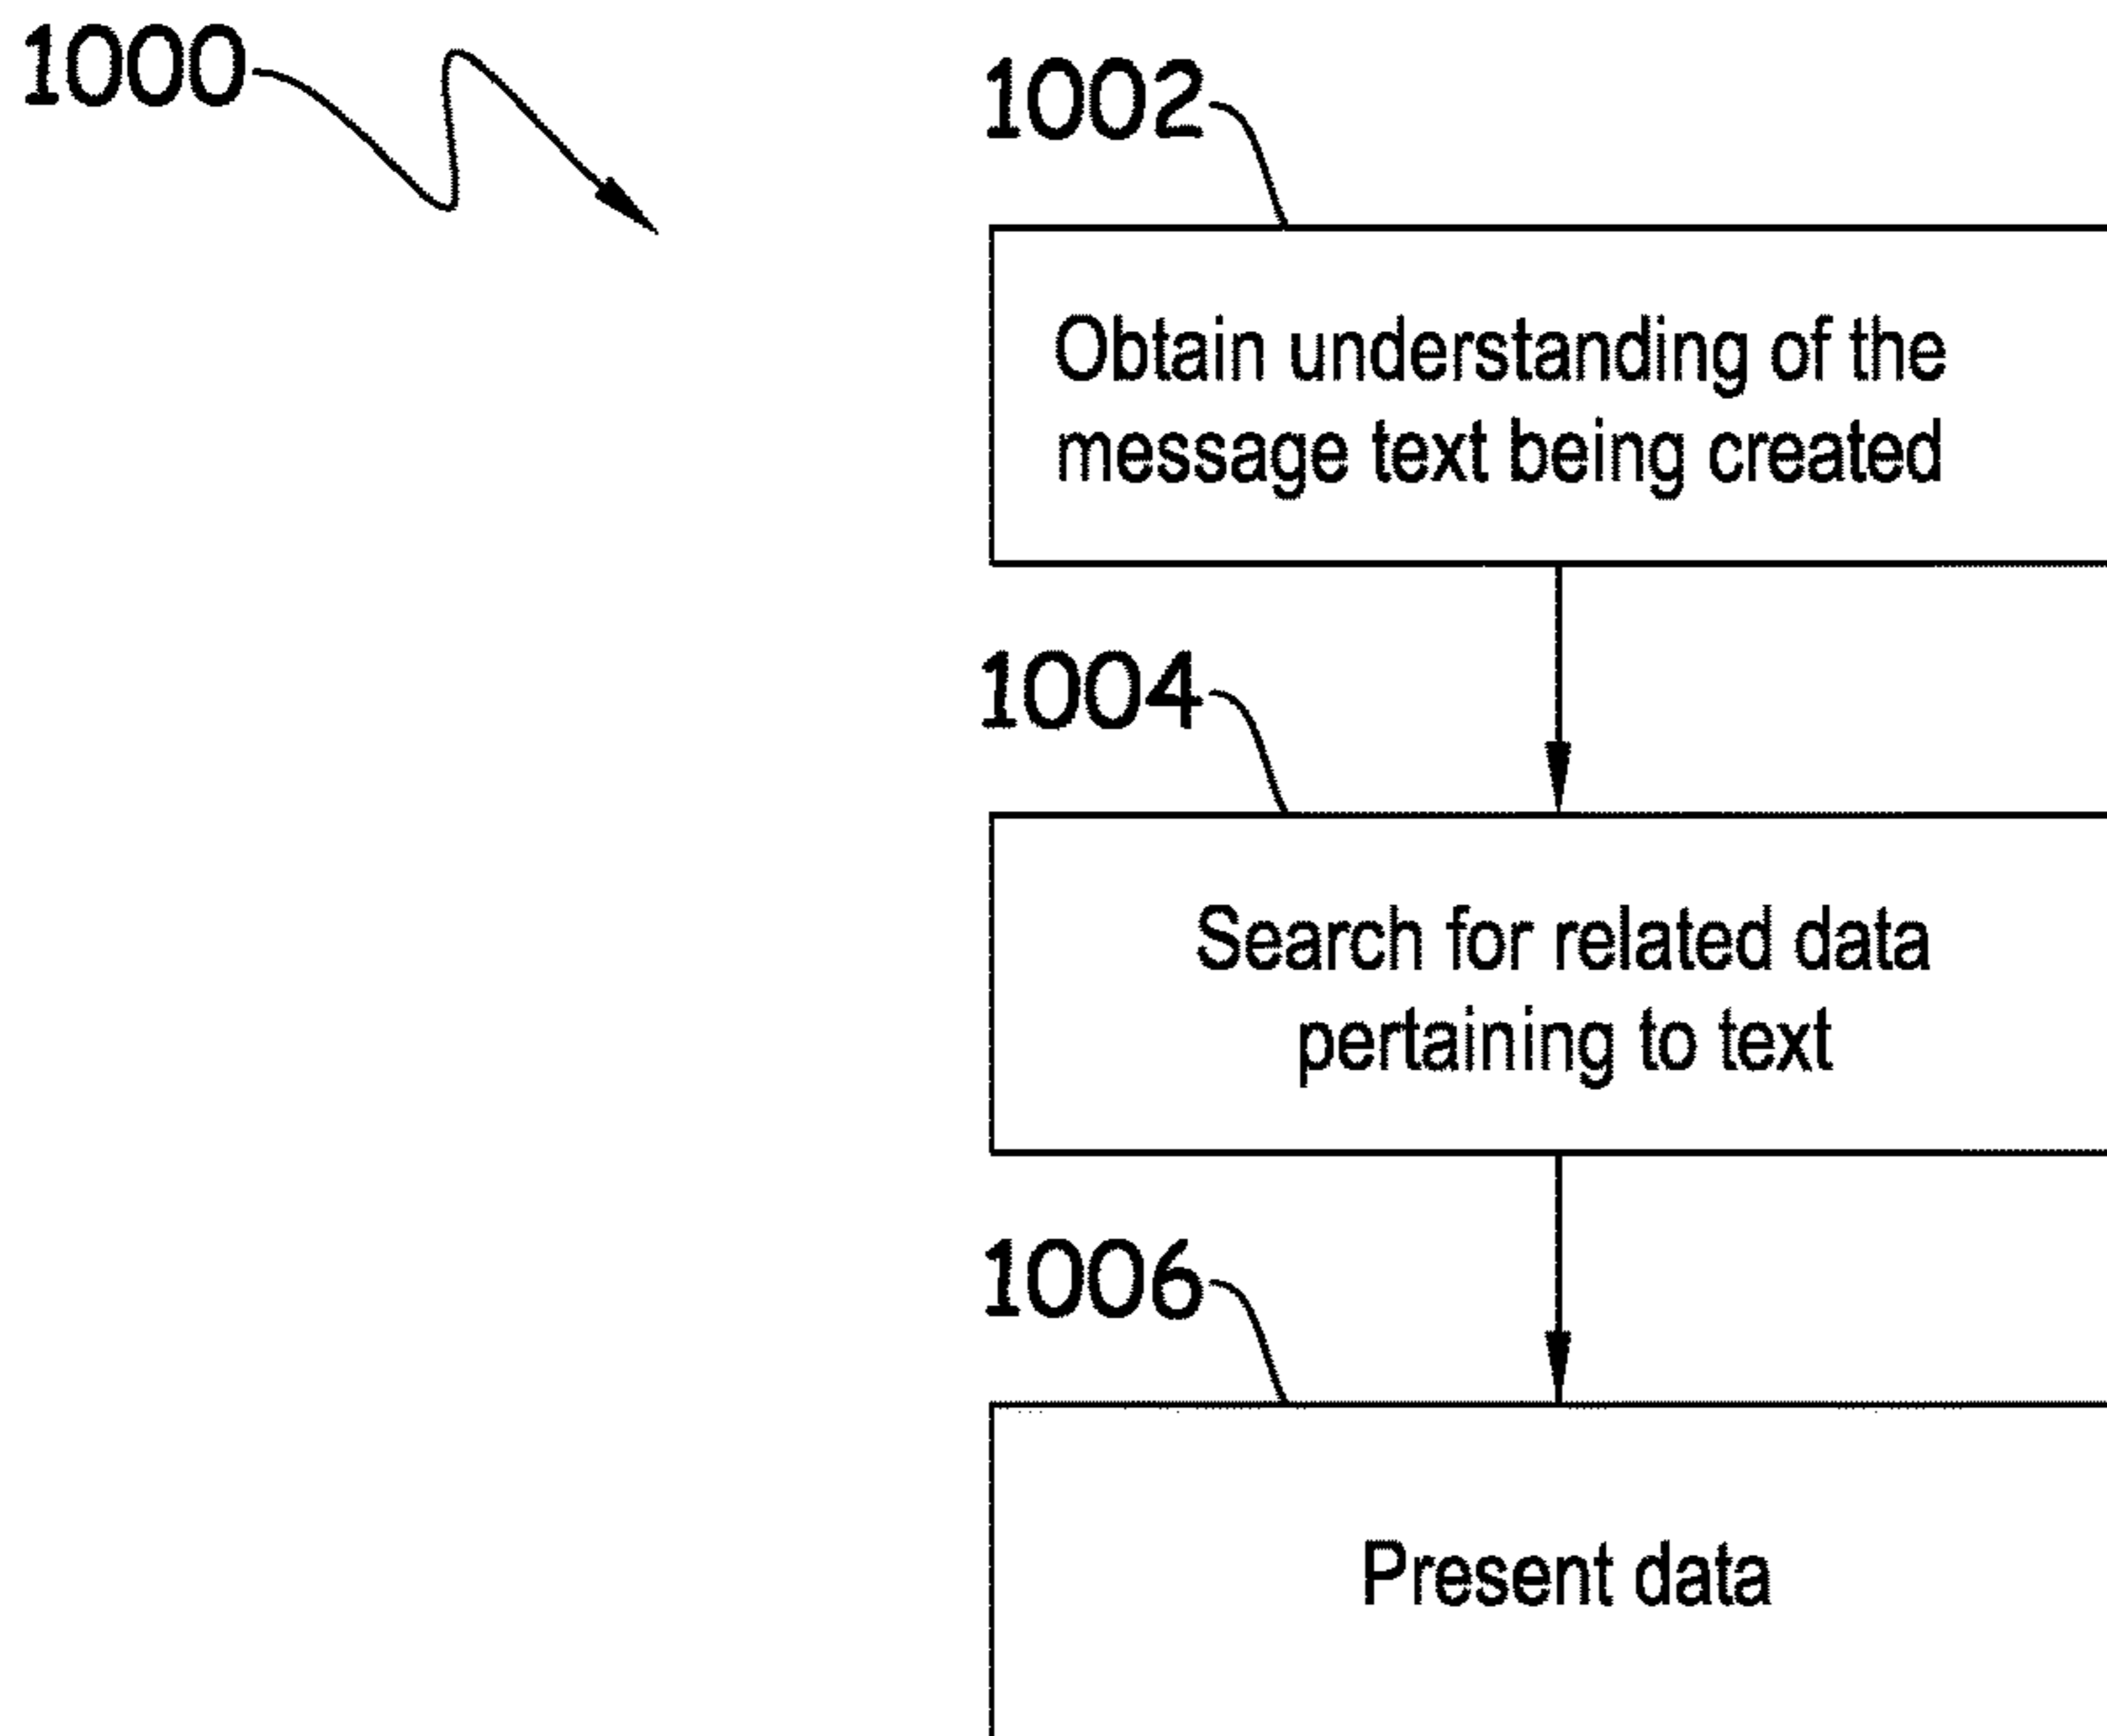 1000
1002
Obtain understanding of the
message text being created
1004
Search for related data
pertaining to text
1006
Present data